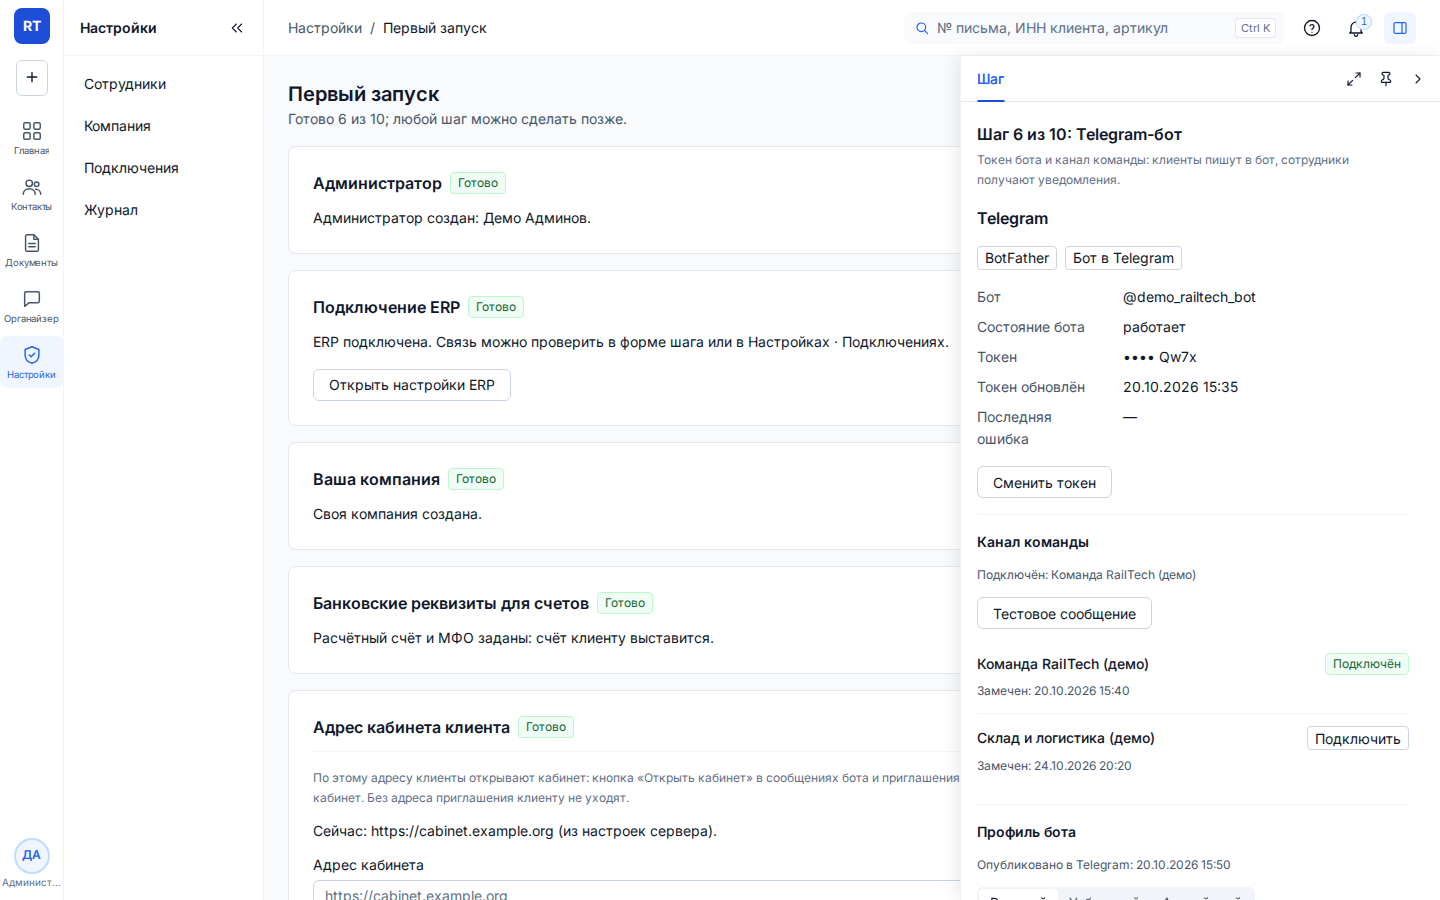 RT
Настройки
Настройки / Первый запуск
№ письма, ИНН клиента, артикул
Ctrl K
1
Главная
Контакты
Документы
Органайзер
Настройки
ДА
Админист...
Сотрудники
Компания
Подключения
Журнал
Первый запуск
Готово 6 из 10; любой шаг можно сделать позже.
Администратор Готово
Администратор создан: Демо Админов.
Подключение ERP Готово
ERP подключена. Связь можно проверить в форме шага или в Настройках · Подключениях.
Открыть настройки ERP
Ваша компания Готово
Своя компания создана.
Банковские реквизиты для счетов Готово
Расчётный счёт и МФО заданы: счёт клиенту выставится.
Адрес кабинета клиента Готово
По этому адресу клиенты открывают кабинет: кнопка «Открыть кабинет» в сообщениях бота и приглашения
кабинет. Без адреса приглашения клиенту не уходят.
Сейчас: https://cabinet.example.org (из настроек сервера).
Адрес кабинета
https://cabinet.example.org
Шаг
Шаг 6 из 10: Telegram-бот
Токен бота и канал команды: клиенты пишут в бот, сотрудники
получают уведомления.
Telegram
BotFather Бот в Telegram
Бот @demo_railtech_bot
Состояние бота работает
Токен •••• Qw7x
Токен обновлён 20.10.2026 15:35
Последняя —
ошибка
Сменить токен
Канал команды
Подключён: Команда RailTech (демо)
Тестовое сообщение
Команда RailTech (демо) Подключён
Замечен: 20.10.2026 15:40
Склад и логистика (демо) Подключить
Замечен: 24.10.2026 20:20
Профиль бота
Опубликовано в Telegram: 20.10.2026 15:50